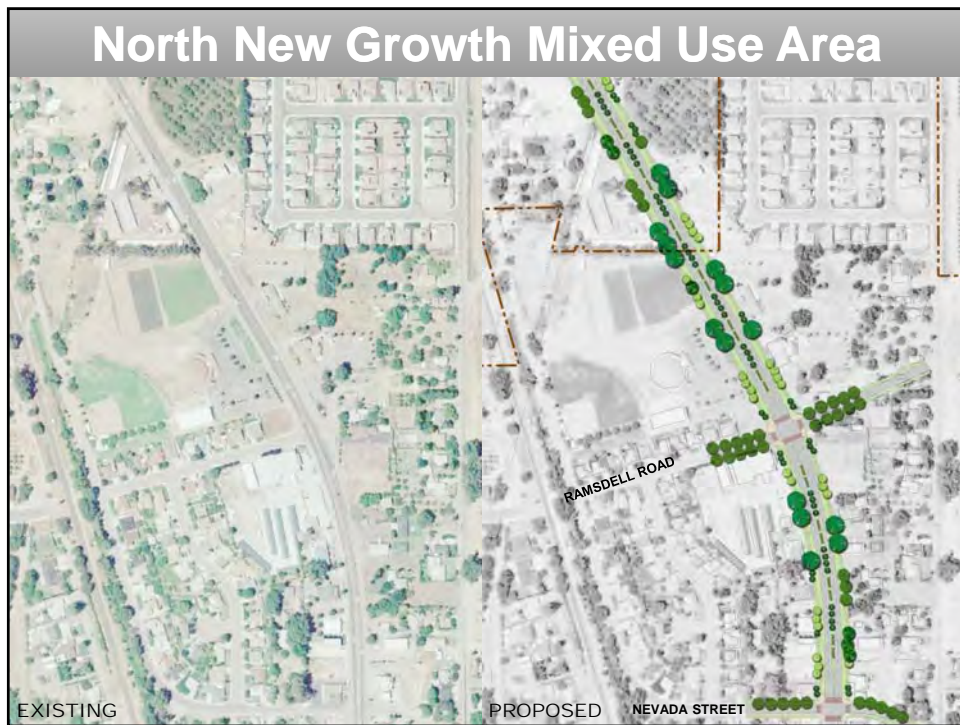 North New Growth Mixed Use Area
RAMSDELL ROAD
EXISTING
PROPOSED
NEVADA STREET